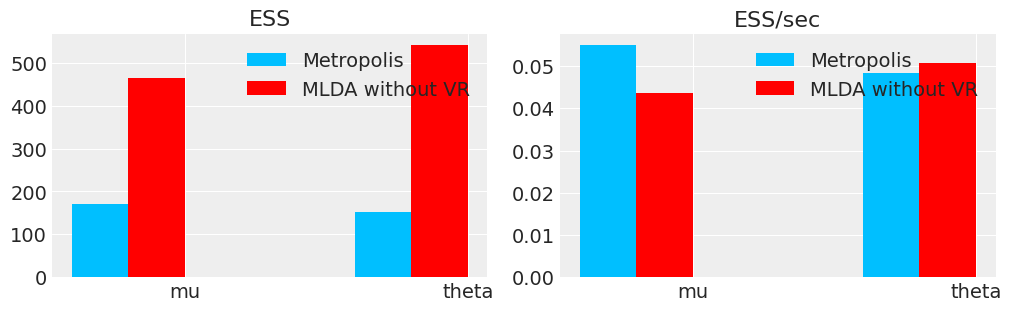 ESS
Metropolis
MLDA without VR
500
400
300
200
100
0
mu
theta
ESS/sec
Metropolis
MLDA without VR
0.05
0.04
0.03
0.02
0.01
0.00
mu
theta